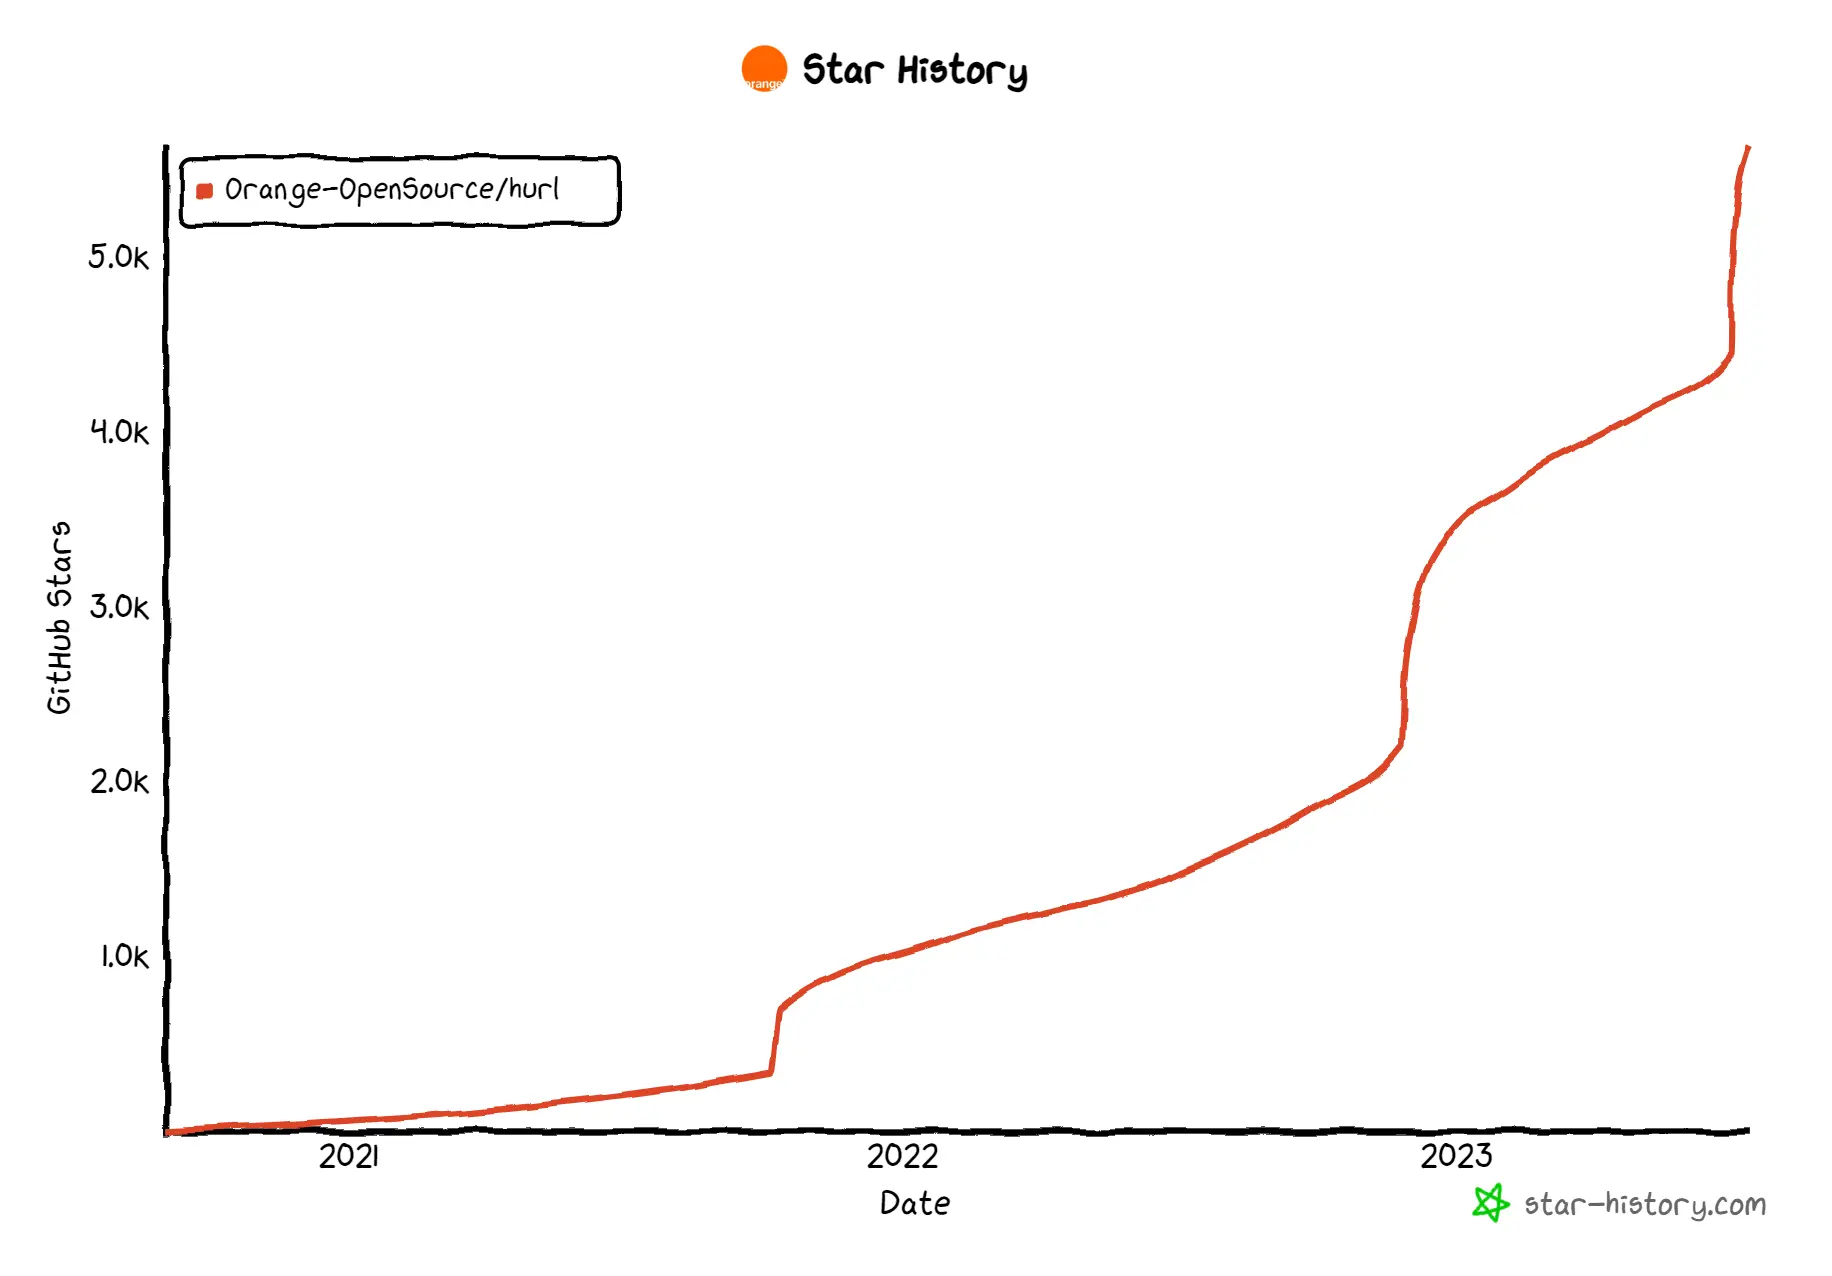 orange
Star History
Orange-OpenSource/hurl
5.0k
4.0k
3.0k
2.0k
1.0k
GitHub Stars
2021
2022
2023
Date
star-history.com